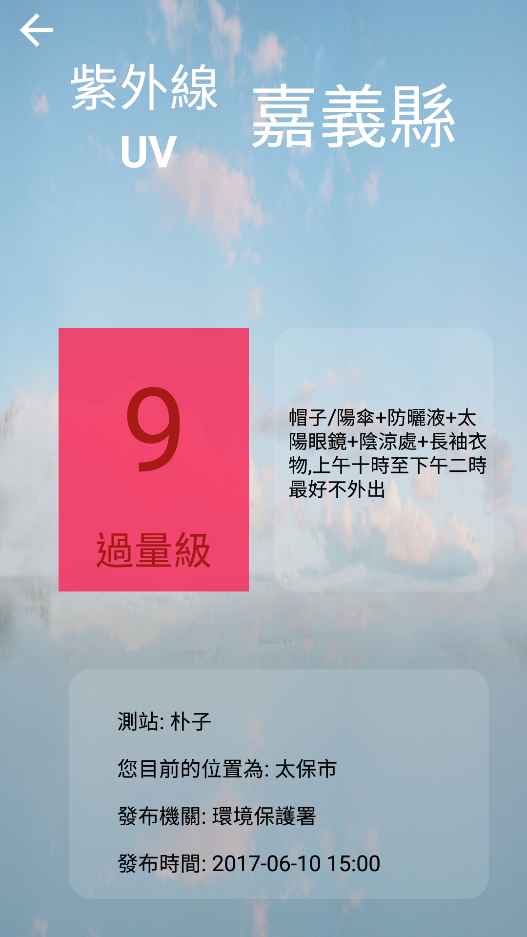 紫外線
UV
嘉義縣
9
過量級
帽子/陽傘+防曬液+太
陽眼鏡+陰涼處+長袖衣
物,上午十時至下午二時
最好不外出
測站: 朴子
您目前的位置為: 太保市
發布機關: 環境保護署
發布時間: 2017-06-10 15:00